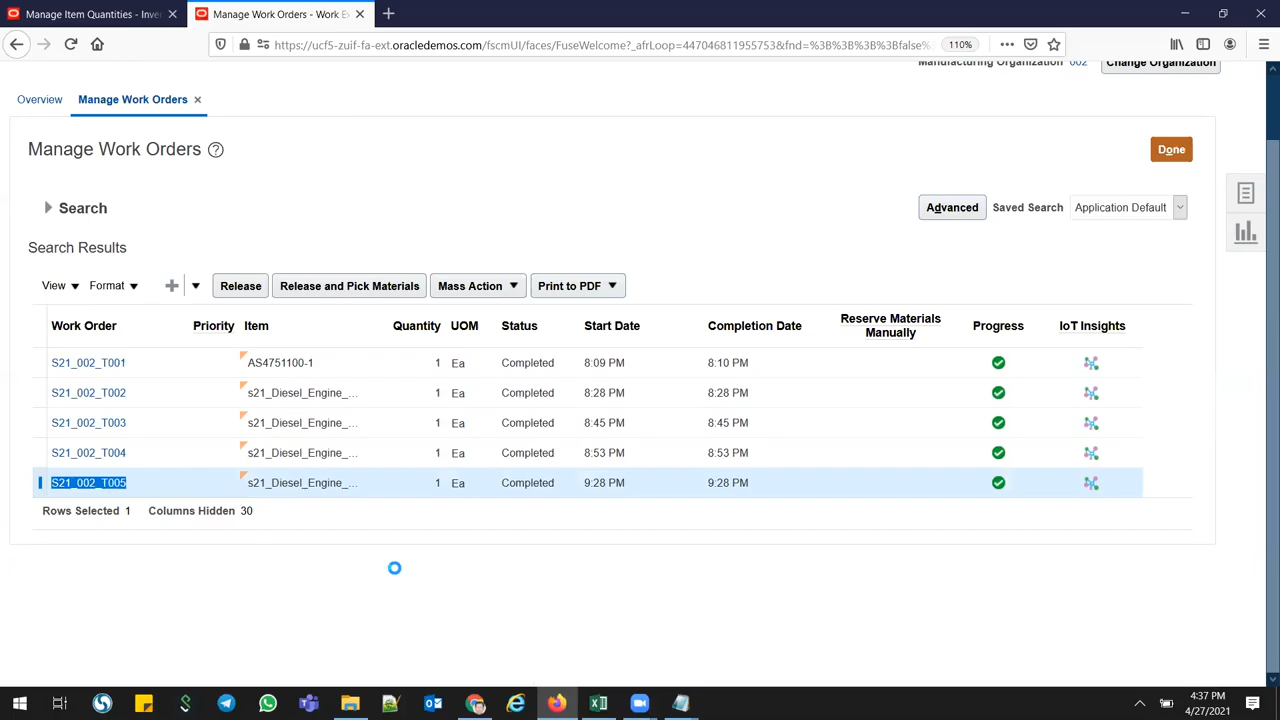 Manage Item Quantities - Inve
Manage Work Orders - Work Ex
https://ucf5-zuif-fa-ext.oracledemos.com/fscmUI/faces/FuseWelcome?_afrLoop=447046811955753&fnd=%3B%3B%3B%3Bfalse%
110%
Manufacturing Organization 002
Change Organization
Overview
Manage Work Orders
Manage Work Orders
Done
Search
Advanced
Saved Search
Application Default
Search Results
View
Format
Release
Release and Pick Materials
Mass Action
Print to PDF
Work Order Priority Item Quantity UOM Status Start Date Completion Date Reserve Materials Manually Progress IoT Insights
S21_002_T001 AS4751100-1 1 Ea Completed 8:09 PM 8:10 PM
S21_002_T002 s21_Diesel_Engine_... 1 Ea Completed 8:28 PM 8:28 PM
S21_002_T003 s21_Diesel_Engine_... 1 Ea Completed 8:45 PM 8:45 PM
S21_002_T004 s21_Diesel_Engine_... 1 Ea Completed 8:53 PM 8:53 PM
S21_002_T005 s21_Diesel_Engine_... 1 Ea Completed 9:28 PM 9:28 PM
Rows Selected 1 Columns Hidden 30
4:37 PM
4/27/2021